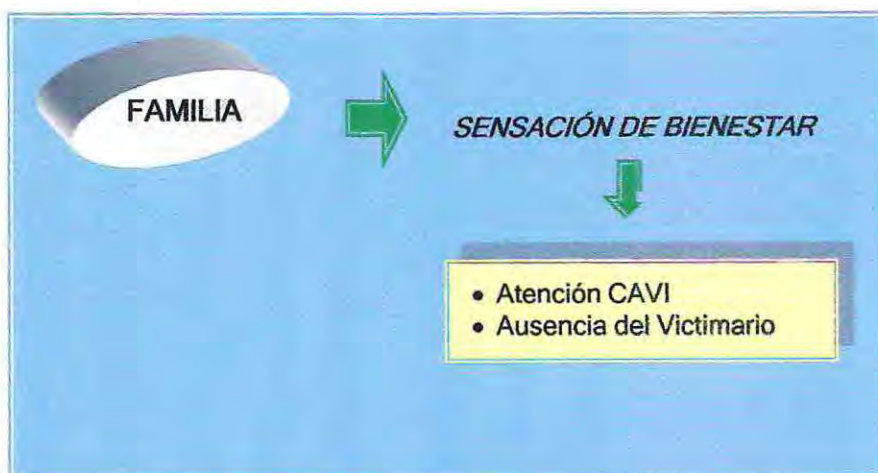 FAMILIA
SENSACIÓN DE BIENESTAR
• Atención CAVI
• Ausencia del Victimario